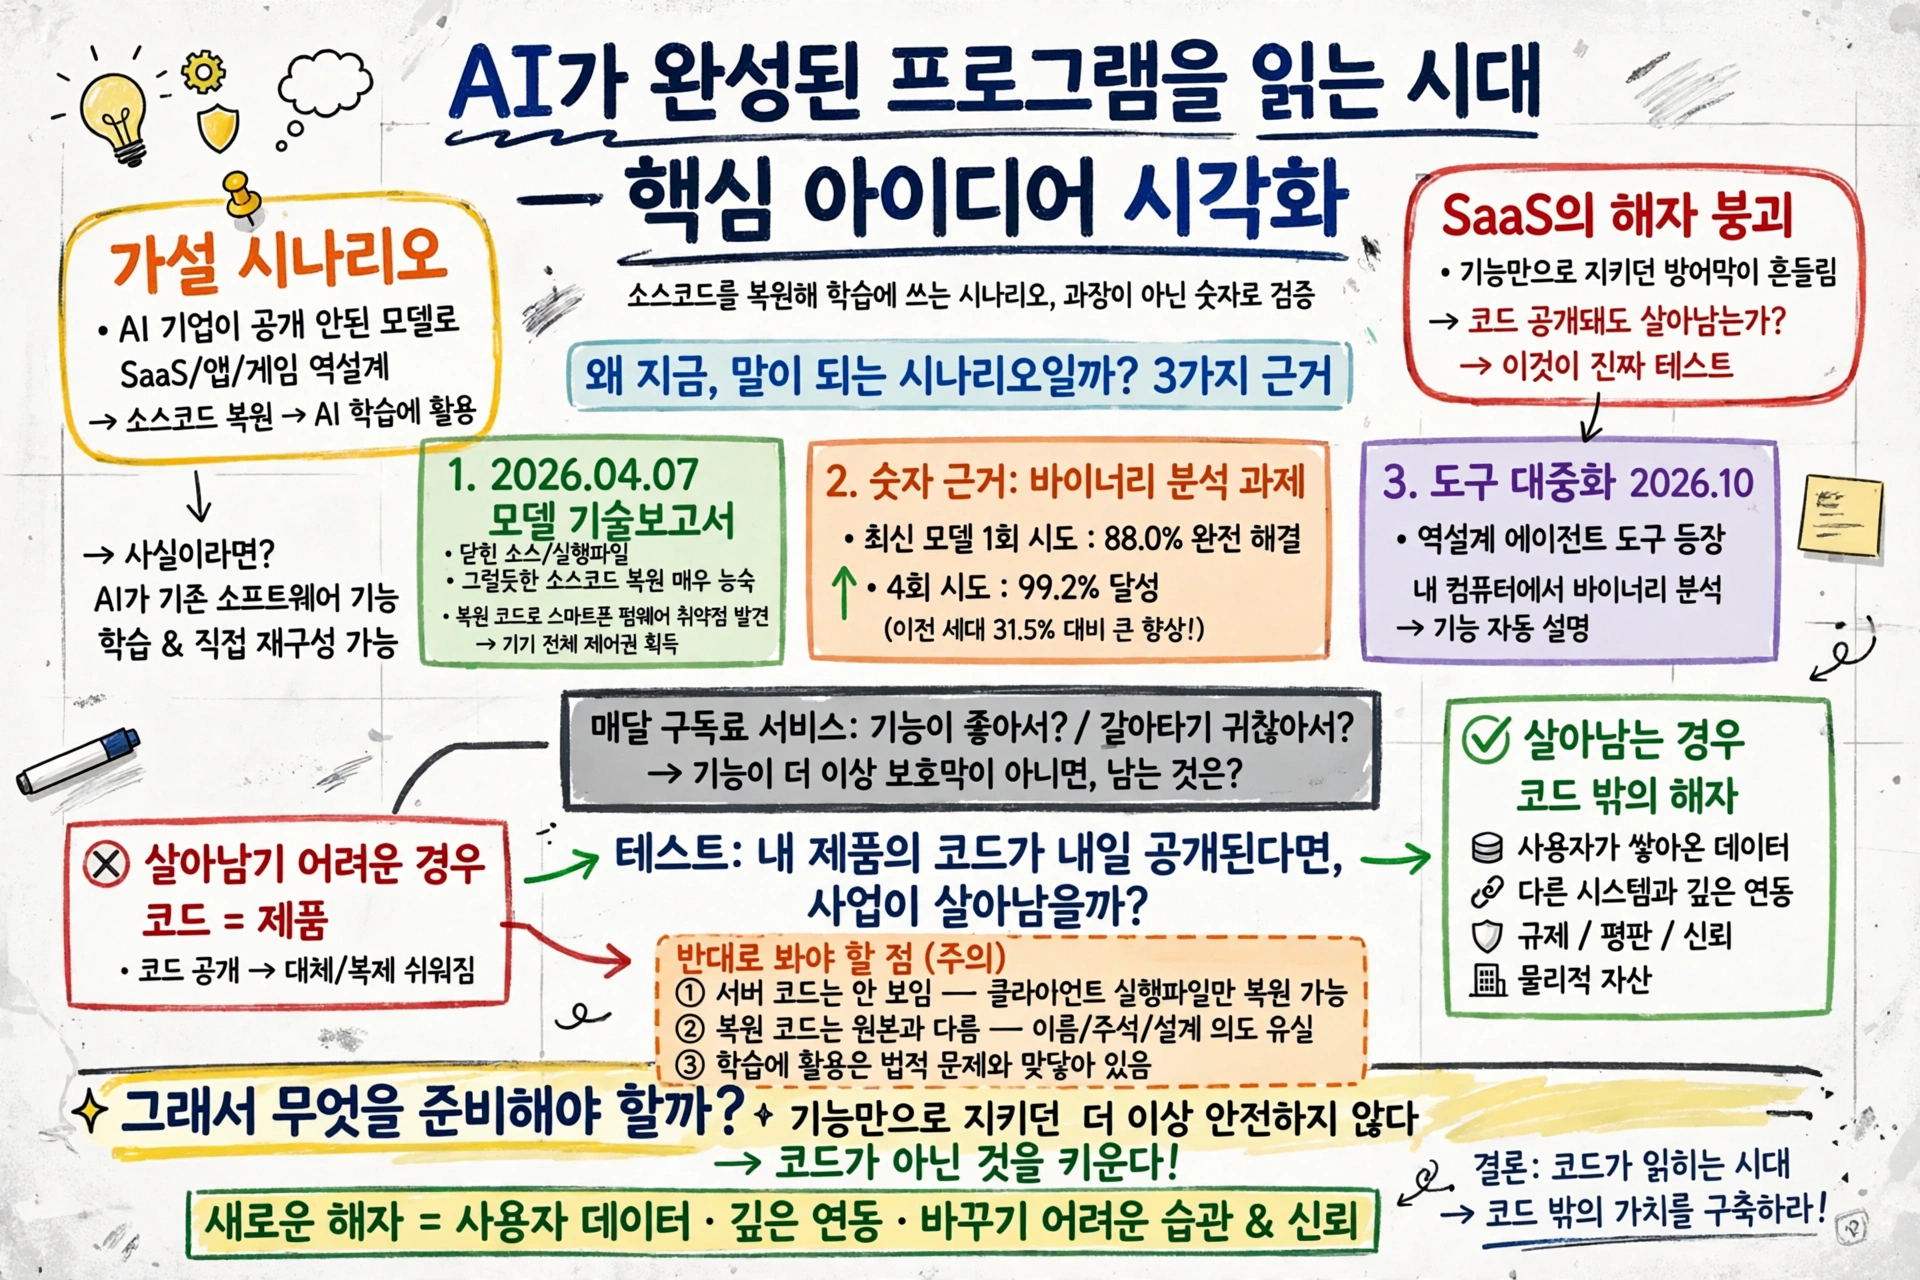 AI가 완성된 프로그램을 읽는 시대
— 핵심 아이디어 시각화
소스코드를 복원해 학습에 쓰는 시나리오, 과장이 아닌 숫자로 검증
가설 시나리오
• AI 기업이 공개 안된 모델로
SaaS/앱/게임 역설계
→ 소스코드 복원 → AI 학습에 활용
→ 사실이라면?
AI가 기존 소프트웨어 기능
학습 & 직접 재구성 가능
SaaS의 해자 붕괴
• 기능만으로 지키던 방어막이 흔들림
→ 코드 공개돼도 살아남는가?
→ 이것이 진짜 테스트
왜 지금, 말이 되는 시나리오일까? 3가지 근거
1. 2026.04.07
모델 기술보고서
• 닫힌 소스/실행파일
• 그럴듯한 소스코드 복원 매우 능숙
• 복원 코드로 스마트폰 펌웨어 취약점 발견
→ 기기 전체 제어권 획득
2. 숫자 근거: 바이너리 분석 과제
• 최신 모델 1회 시도 : 88.0% 완전 해결
• 4회 시도 : 99.2% 달성
(이전 세대 31.5% 대비 큰 향상!)
3. 도구 대중화 2026.10
• 역설계 에이전트 도구 등장
내 컴퓨터에서 바이너리 분석
→ 기능 자동 설명
매달 구독료 서비스: 기능이 좋아서? / 갈아타기 귀찮아서?
→ 기능이 더 이상 보호막이 아니면, 남는 것은?
살아남기 어려운 경우
코드 = 제품
• 코드 공개 → 대체/복제 쉬워짐
테스트: 내 제품의 코드가 내일 공개된다면,
사업이 살아남을까?
살아남는 경우
코드 밖의 해자
사용자가 쌓아온 데이터
다른 시스템과 깊은 연동
규제 / 평판 / 신뢰
물리적 자산
반대로 봐야 할 점 (주의)
① 서버 코드는 안 보임 — 클라이언트 실행파일만 복원 가능
② 복원 코드는 원본과 다름 — 이름/주석/설계 의도 유실
③ 학습에 활용은 법적 문제와 맞닿아 있음
그래서 무엇을 준비해야 할까?
기능만으로 지키던 더 이상 안전하지 않다
→ 코드가 아닌 것을 키운다!
새로운 해자 = 사용자 데이터 · 깊은 연동 · 바꾸기 어려운 습관 & 신뢰
결론: 코드가 읽히는 시대
→ 코드 밖의 가치를 구축하라!